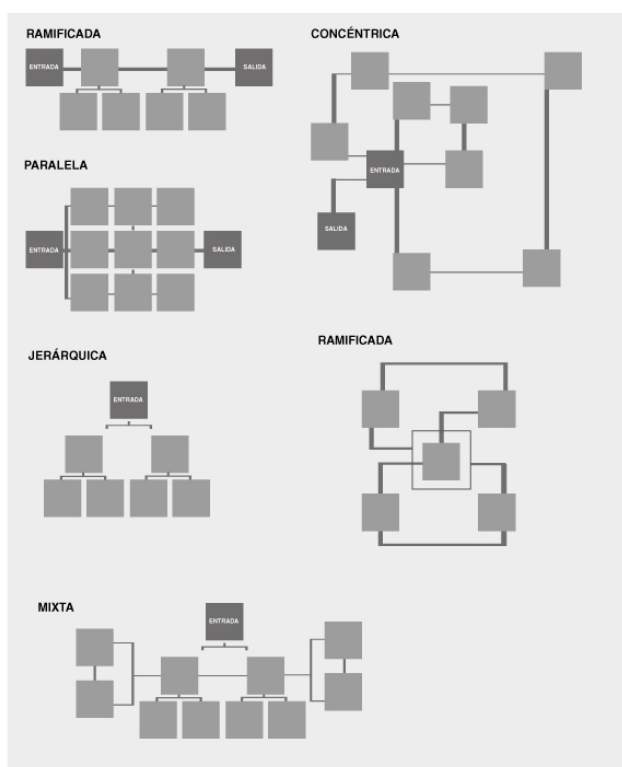 RAMIFICADA
ENTRADA
SALIDA
PARALELA
ENTRADA
SALIDA
JERÁRQUICA
ENTRADA
MIXTA
ENTRADA
CONCÉNTRICA
ENTRADA
SALIDA
RAMIFICADA